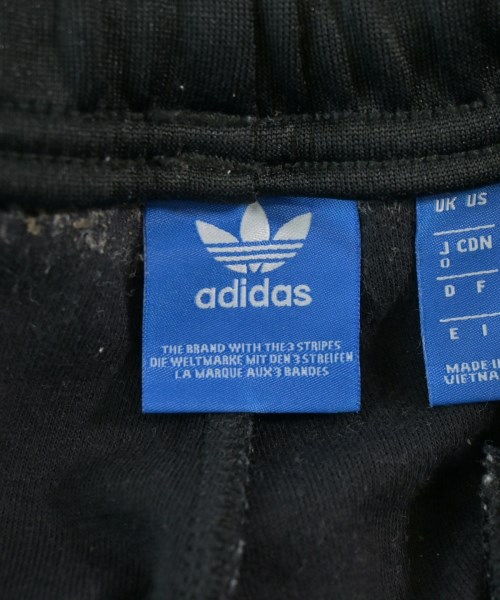 adidas
THE BRAND WITH THE 3 STRIPES
DIE WELTMARKE MIT DEN 3 STREIFEN
LA MARQUE AUX 3 BANDES
UK US
J CDN
O
D F
E I
MADE IN
VIETNA